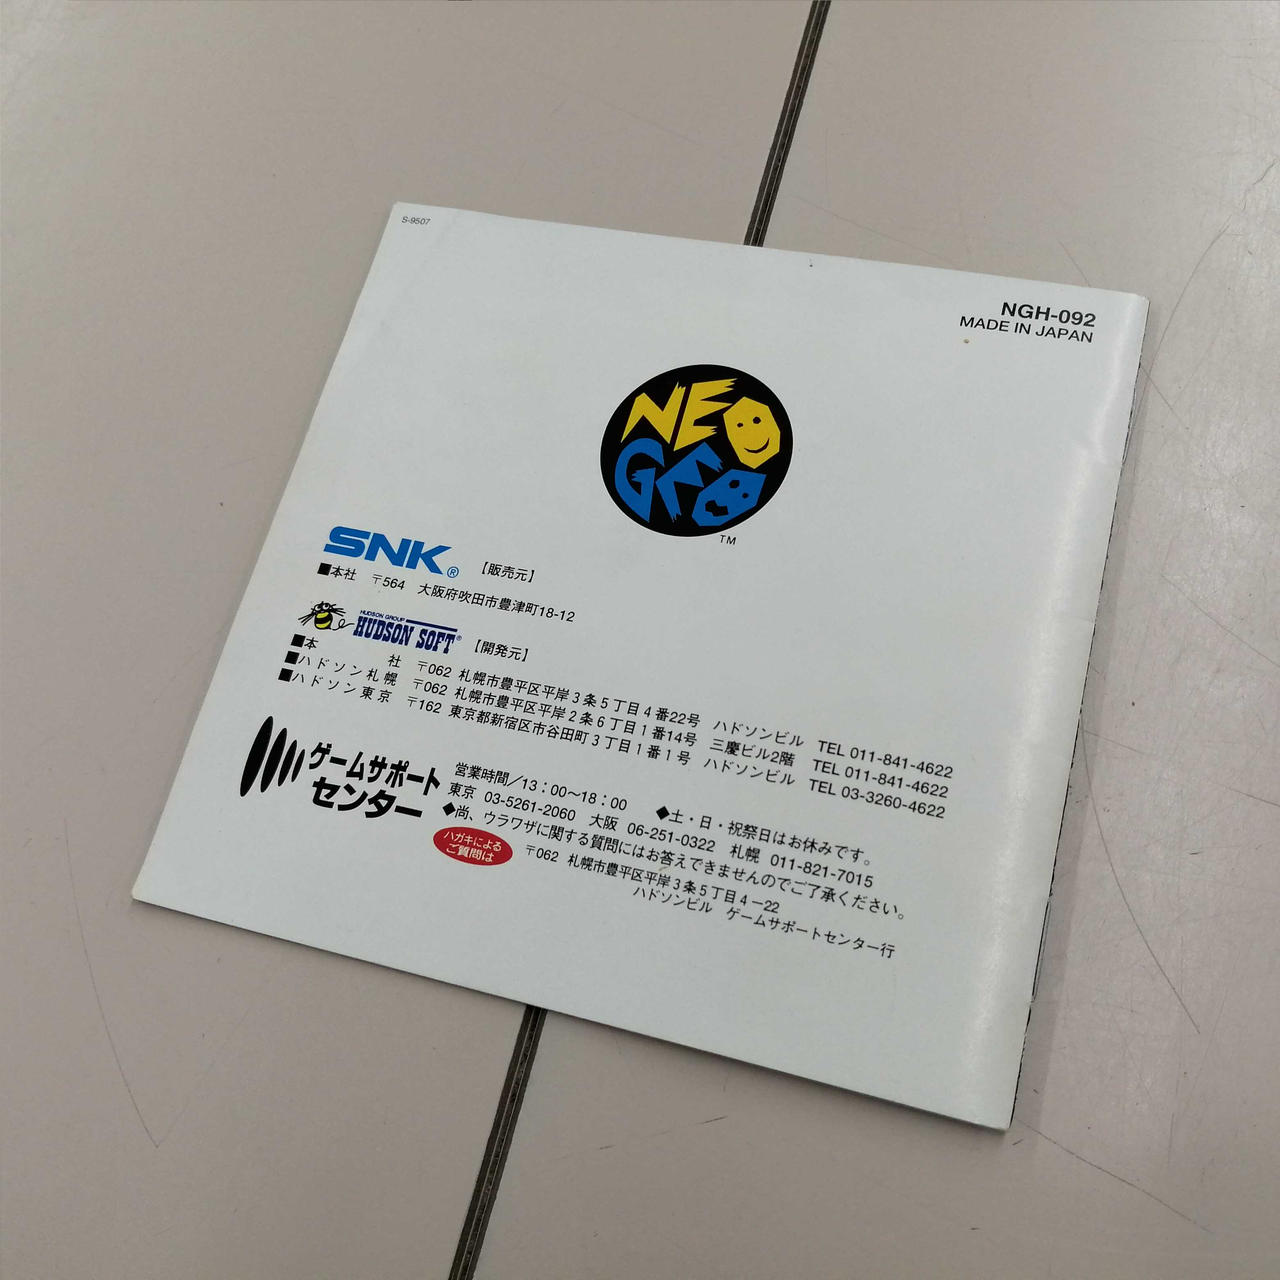 S-9507
NGH-092
MADE IN JAPAN
NEO
GEO
TM
SNK® 【販売元】
■本社 〒564 大阪府吹田市豊津町18-12
HUDSON GROUP
HUDSON SOFT® 【開発元】
■本 社 〒062 札幌市豊平区平岸3条5丁目4番22号 ハドソンビル TEL 011-841-4622
■ハドソン札幌 〒062 札幌市豊平区平岸2条6丁目1番14号 三慶ビル2階 TEL 011-841-4622
■ハドソン東京 〒162 東京都新宿区市谷田町3丁目1番1号 ハドソンビル TEL 03-3260-4622
ゲームサポート
センター
営業時間/13:00〜18:00 ◆土・日・祝祭日はお休みです。
東京 03-5261-2060 大阪 06-251-0322 札幌 011-821-7015
◆尚、ウラワザに関する質問にはお答えできませんのでご了承ください。
ハガキによる
ご質問は
〒062 札幌市豊平区平岸3条5丁目4−22
ハドソンビル ゲームサポートセンター行